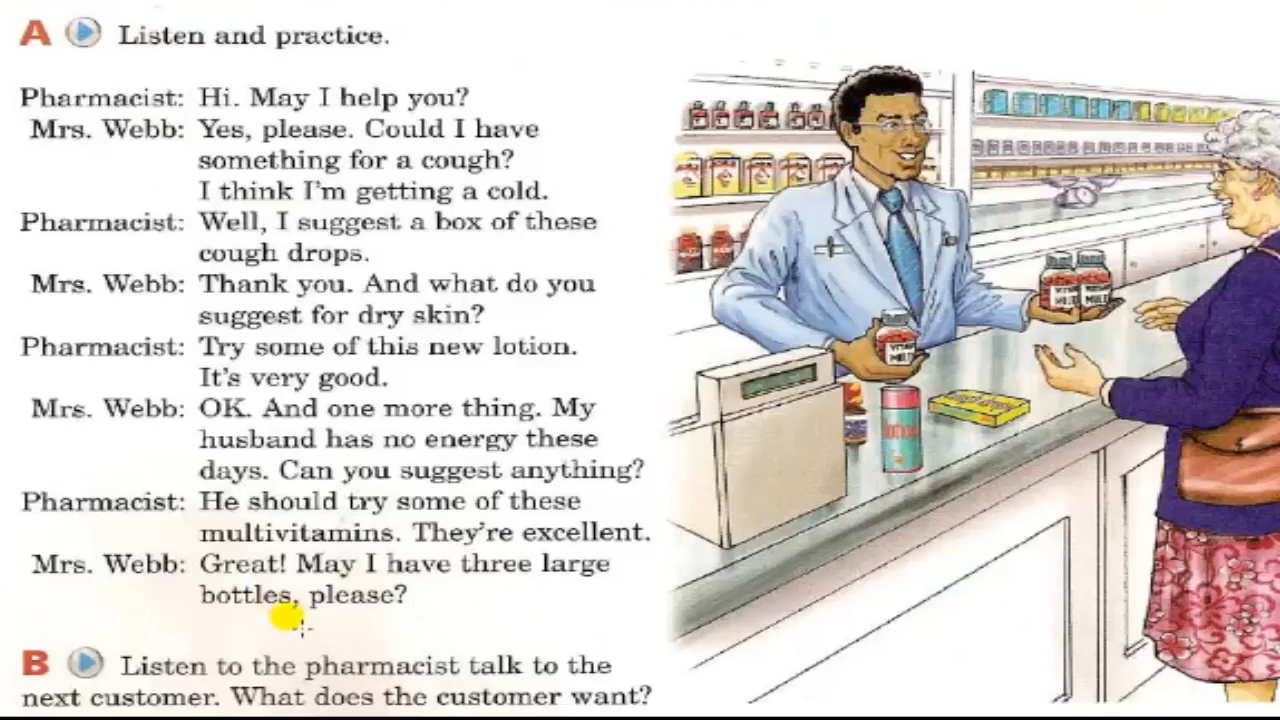 A Listen and practice.
Pharmacist: Hi. May I help you?
Mrs. Webb: Yes, please. Could I have
something for a cough?
I think I'm getting a cold.
Pharmacist: Well, I suggest a box of these
cough drops.
Mrs. Webb: Thank you. And what do you
suggest for dry skin?
Pharmacist: Try some of this new lotion.
It's very good.
Mrs. Webb: OK. And one more thing. My
husband has no energy these
days. Can you suggest anything?
Pharmacist: He should try some of these
multivitamins. They're excellent.
Mrs. Webb: Great! May I have three large
bottles, please?
B Listen to the pharmacist talk to the
next customer. What does the customer want?
LOTION